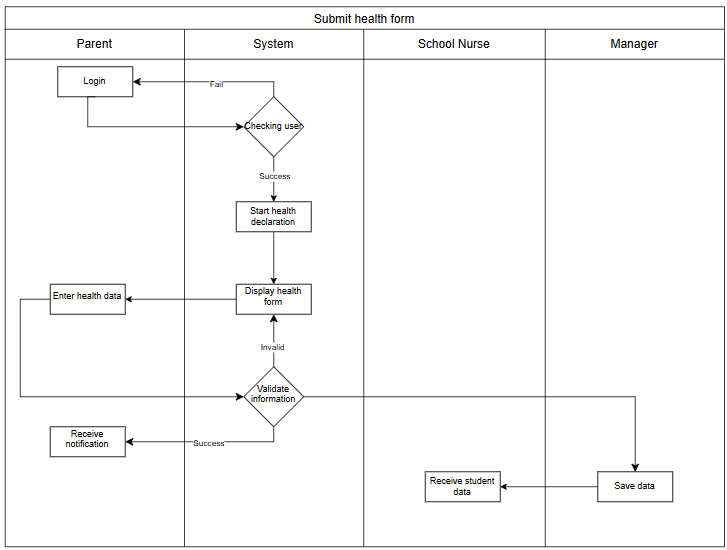 Submit health form
Parent
System
School Nurse
Manager
Login
Fail
Checking user
Success
Start health
declaration
Enter health data
Display health
form
Invalid
Validate
information
Receive
notification
Success
Receive student
data
Save data